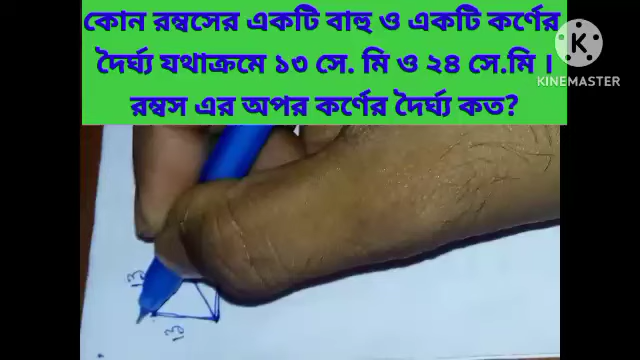 কোন রম্বসের একটি বাহু ও একটি কর্ণের
দৈর্ঘ্য যথাক্রমে ১৩ সে. মি ও ২৪ সে.মি ।
রম্বস এর অপর কর্ণের দৈর্ঘ্য কত?
KINEMASTER
13
13